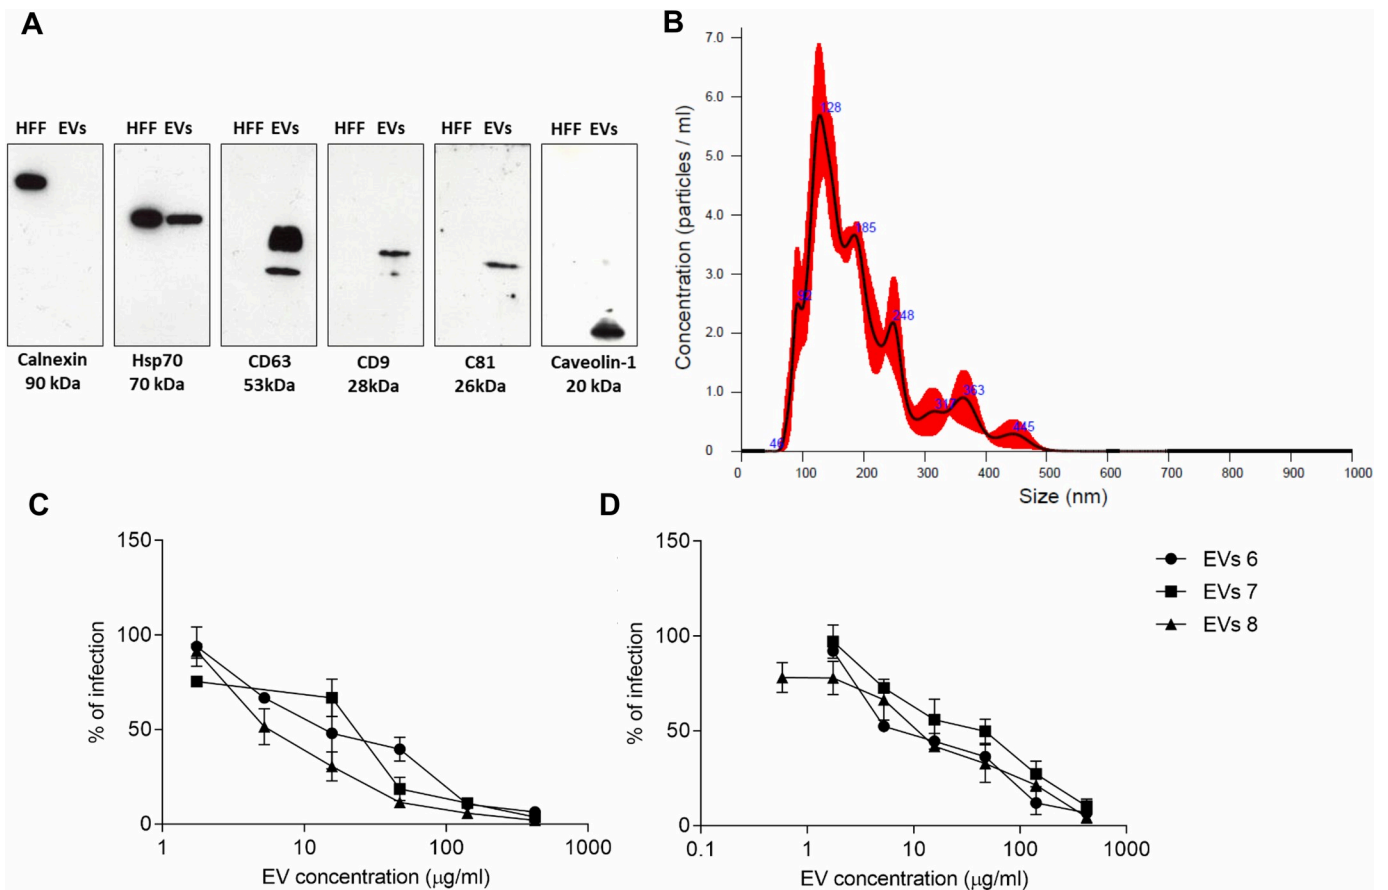 A
HFF EVs
HFF EVs
HFF EVs
HFF EVs
HFF EVs
HFF EVs
Calnexin
90 kDa
Hsp70
70 kDa
CD63
53kDa
CD9
28kDa
C81
26kDa
Caveolin-1
20 kDa
B
Concentration (particles / ml)
7.0
6.0
5.0
4.0
3.0
2.0
1.0
0
46
128
185
248
363
445
0 100 200 300 400 500 600 700 800 900 1000
Size (nm)
C
% of infection
150
100
50
0
1 10 100 1000
EV concentration (µg/ml)
D
% of infection
150
100
50
0
0.1 1 10 100 1000
EV concentration (µg/ml)
EVs 6
EVs 7
EVs 8